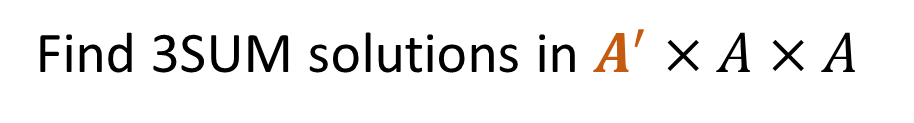 Find 3SUM solutions in A′ × A × A